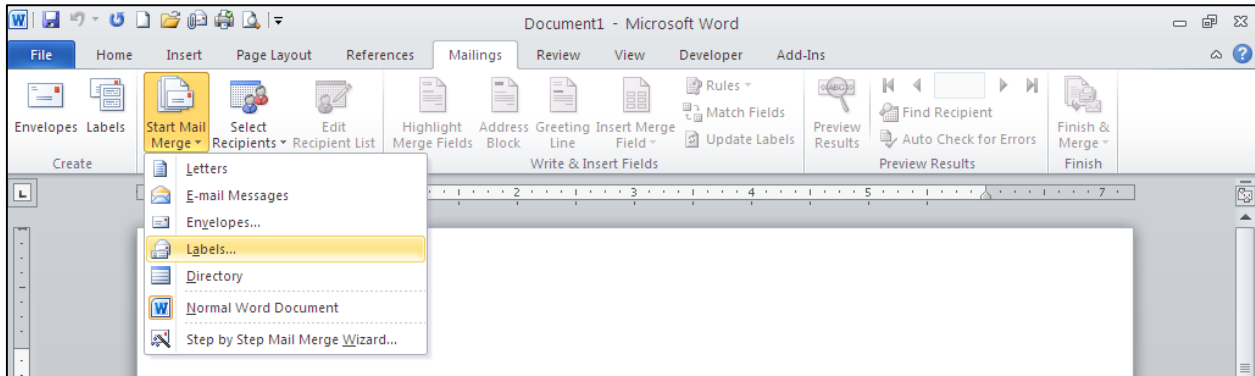 Document1 - Microsoft Word
File Home Insert Page Layout References Mailings Review View Developer Add-Ins
Envelopes Labels Start Mail Merge Select Recipients Edit Recipient List Highlight Merge Fields Address Block Greeting Line Insert Merge Field Rules Match Fields Update Labels «ABC» Preview Results Find Recipient Auto Check for Errors Finish & Merge
Create Write & Insert Fields Preview Results Finish
Letters
E-mail Messages
Envelopes...
Labels...
Directory
Normal Word Document
Step by Step Mail Merge Wizard...
2 3 4 5 7